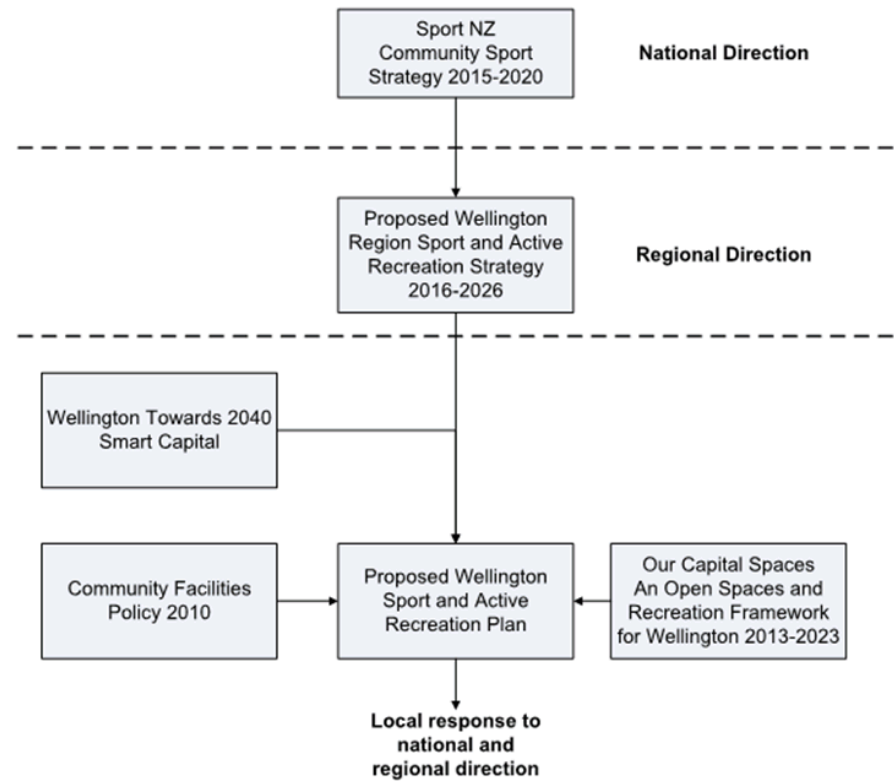 Sport NZ
Community Sport
Strategy 2015-2020
National Direction
Proposed Wellington
Region Sport and Active
Recreation Strategy
2016-2026
Regional Direction
Wellington Towards 2040
Smart Capital
Community Facilities
Policy 2010
Proposed Wellington
Sport and Active
Recreation Plan
Our Capital Spaces
An Open Spaces and
Recreation Framework
for Wellington 2013-2023
Local response to
national and
regional direction